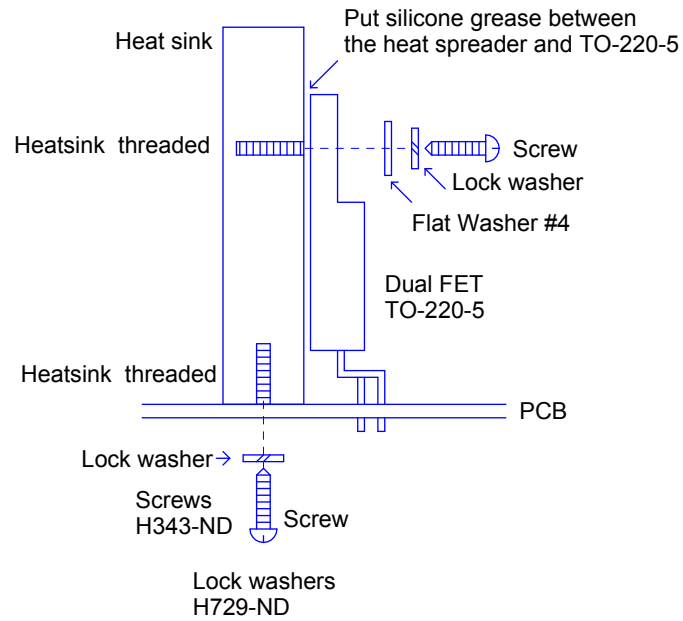 Put silicone grease between
the heat spreader and TO-220-5
Heat sink
Heatsink threaded
Screw
Lock washer
Flat Washer #4
Dual FET
TO-220-5
Heatsink threaded
PCB
Lock washer
Screws
H343-ND
Screw
Lock washers
H729-ND